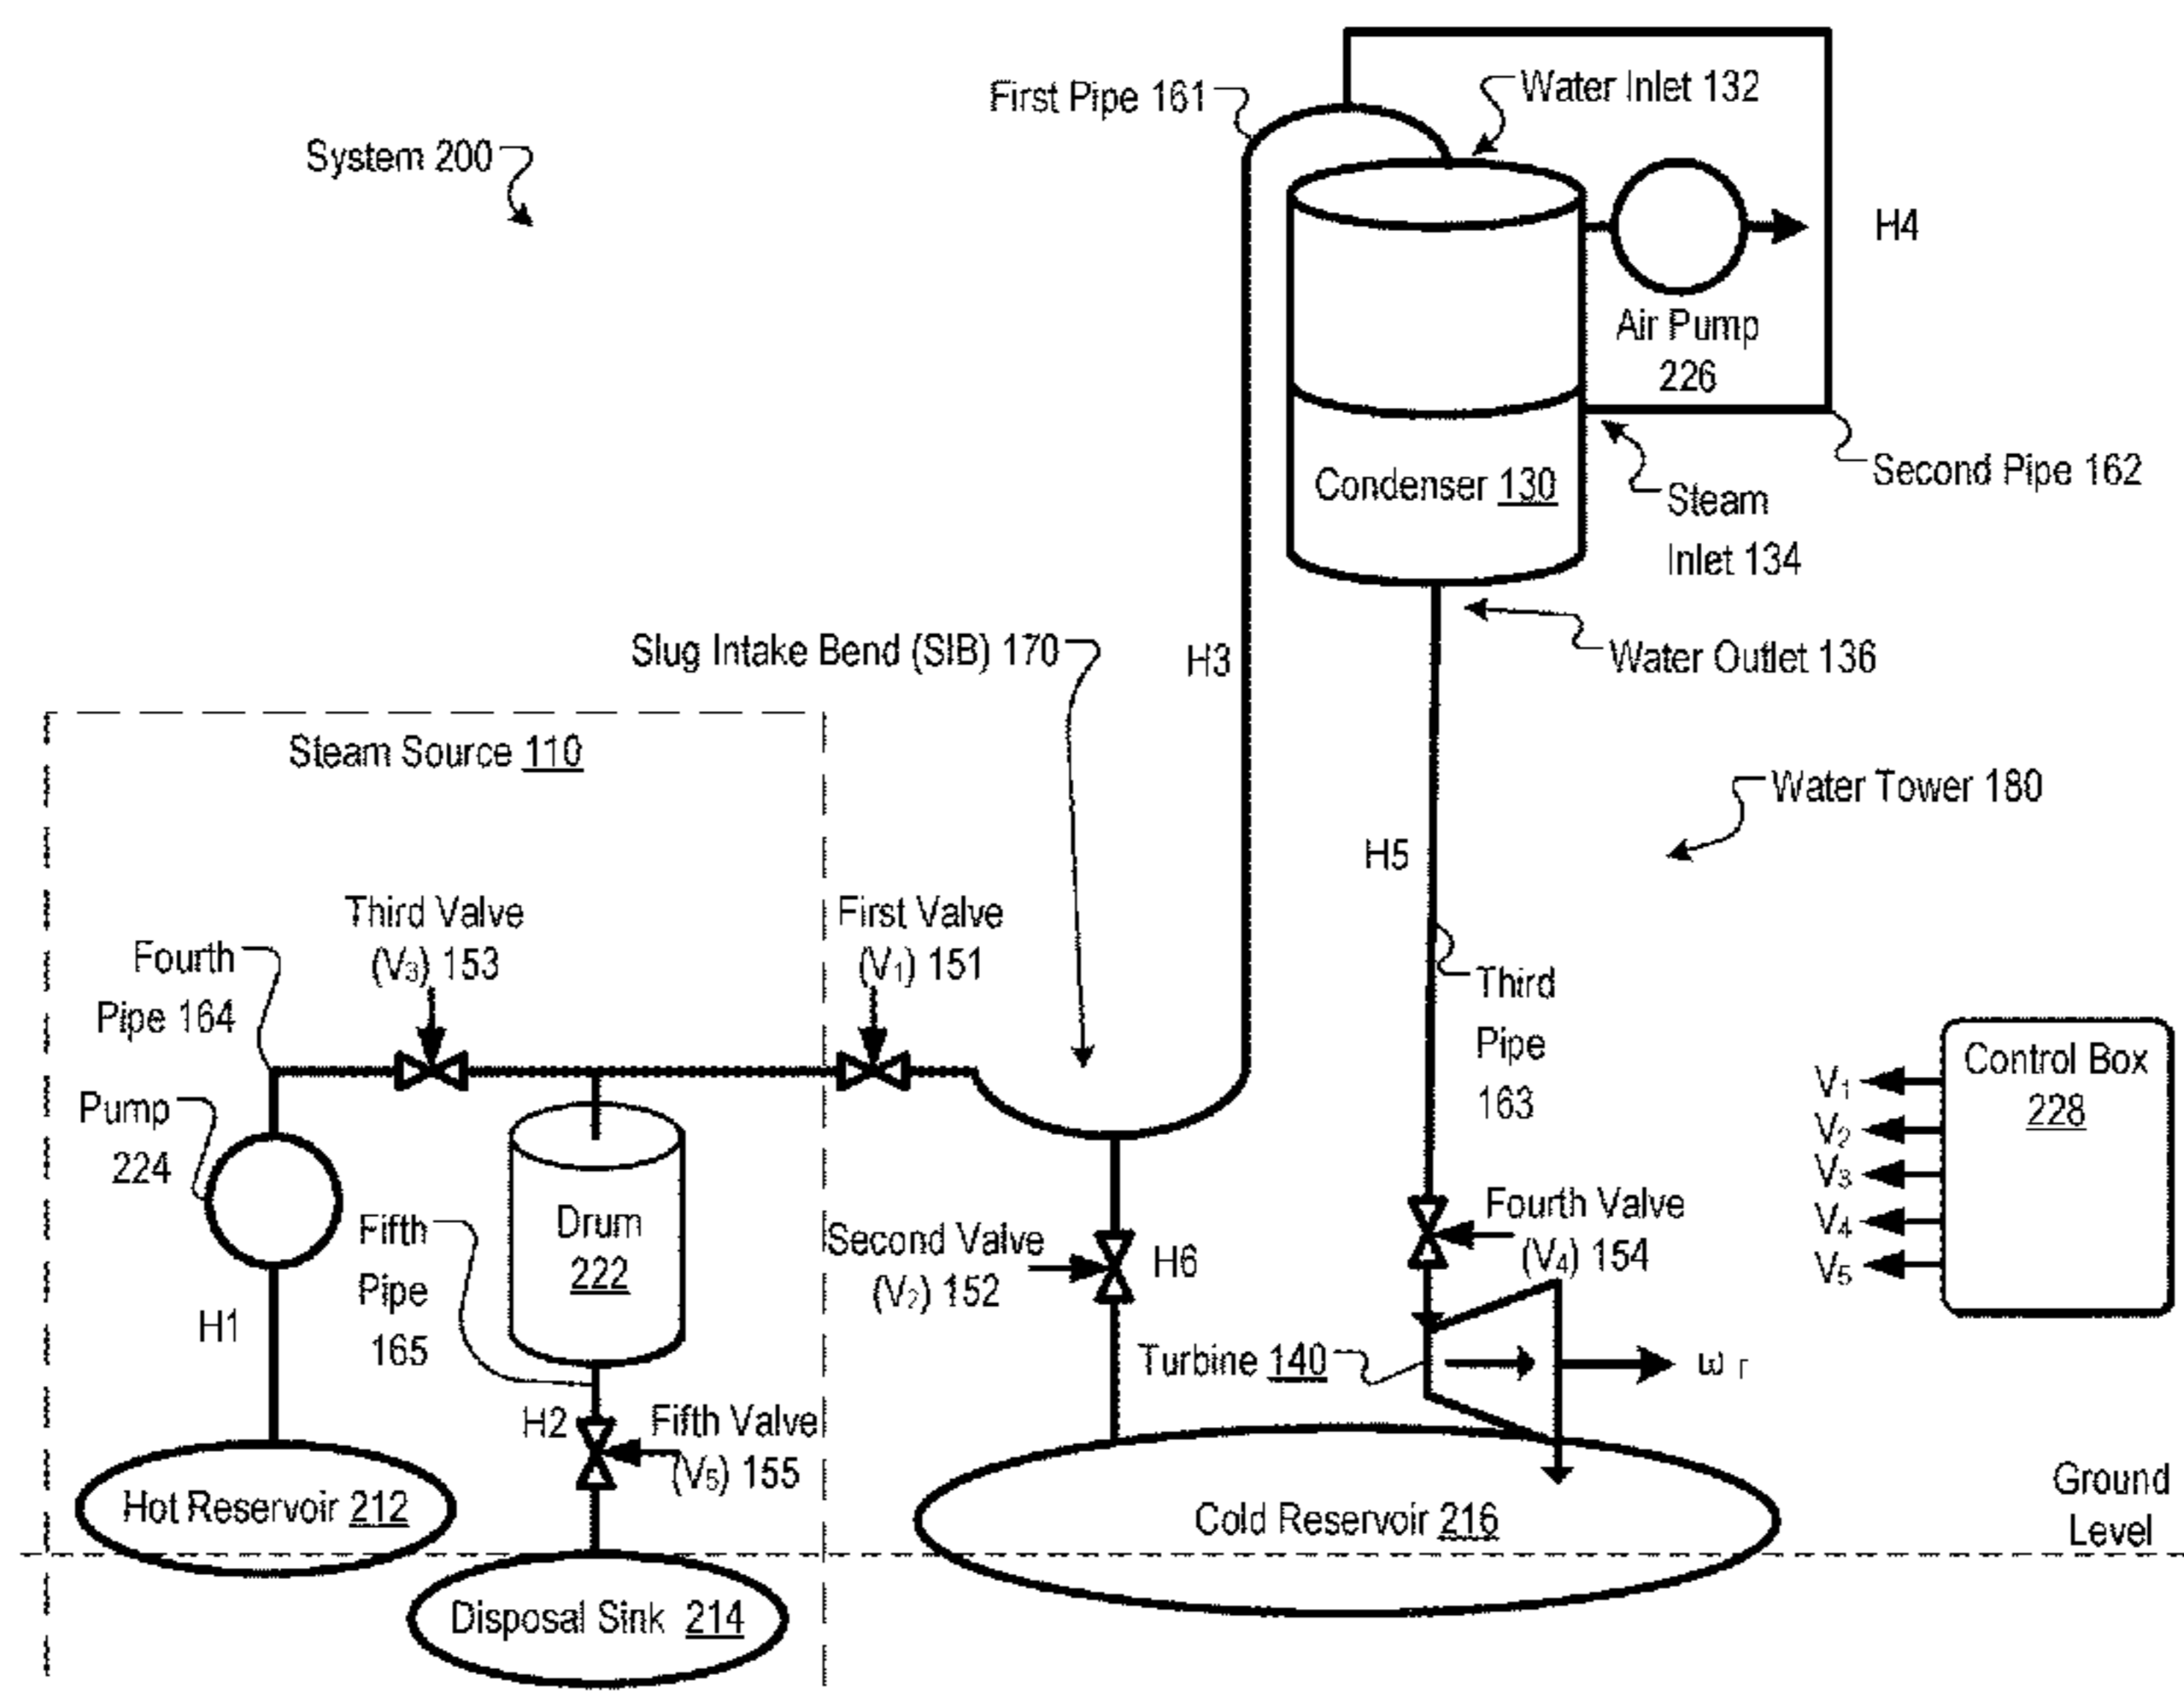 First Pipe 161
Water Inlet 132
System 200
H4
Air Pump
226
Condenser 130
Second Pipe 162
Steam
Inlet 134
Slug Intake Bend (SIB) 170
H3
Water Outlet 136
Steam Source 110
Water Tower 180
H5
Third Valve
(V3) 153
First Valve
(V1) 151
Fourth
Pipe 164
Third
Pipe
163
Control Box
228
Pump
224
V1
V2
V3
V4
V5
Drum
222
Fifth
Pipe
165
H1
Second Valve
(V2) 152
H6
Fourth Valve
(V4) 154
Turbine 140
ω r
H2
Fifth Valve
(V5) 155
Hot Reservoir 212
Cold Reservoir 216
Ground
Level
Disposal Sink 214